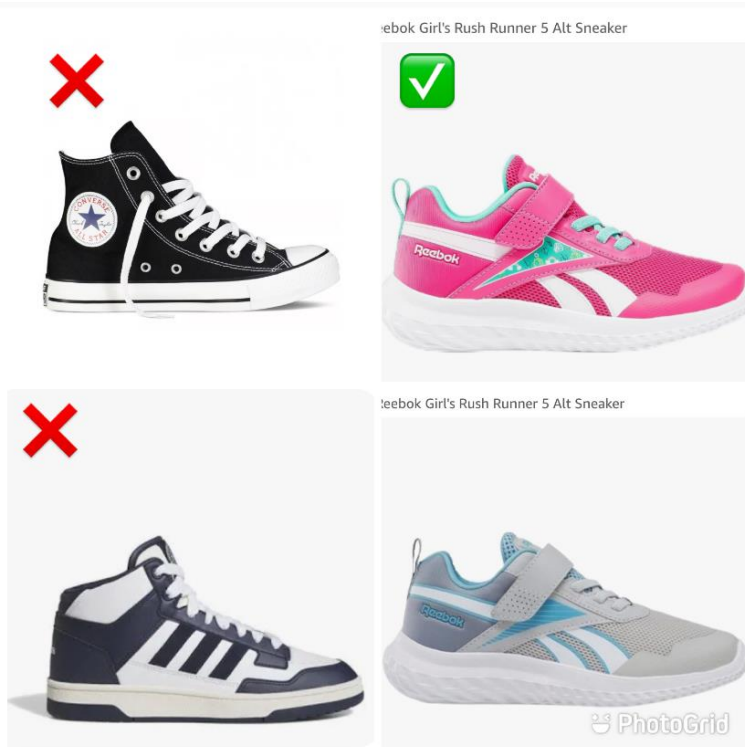 eebok Girl's Rush Runner 5 Alt Sneaker
CONVERSE
ALL STAR
Reebok
Reebok Girl's Rush Runner 5 Alt Sneaker
Reebok
PhotoGrid